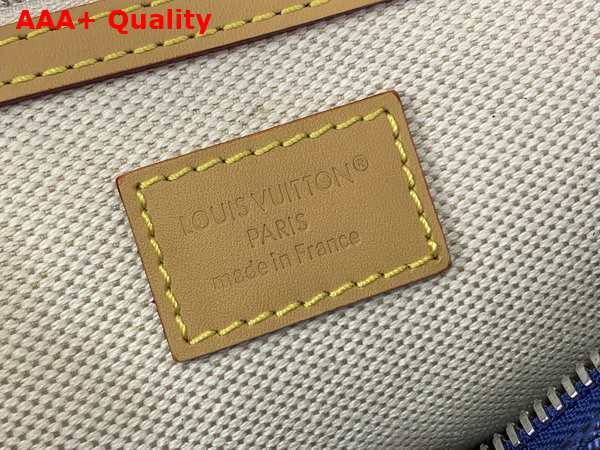 AAA+ Quality
LOUIS VUITTON®
PARIS
made in France